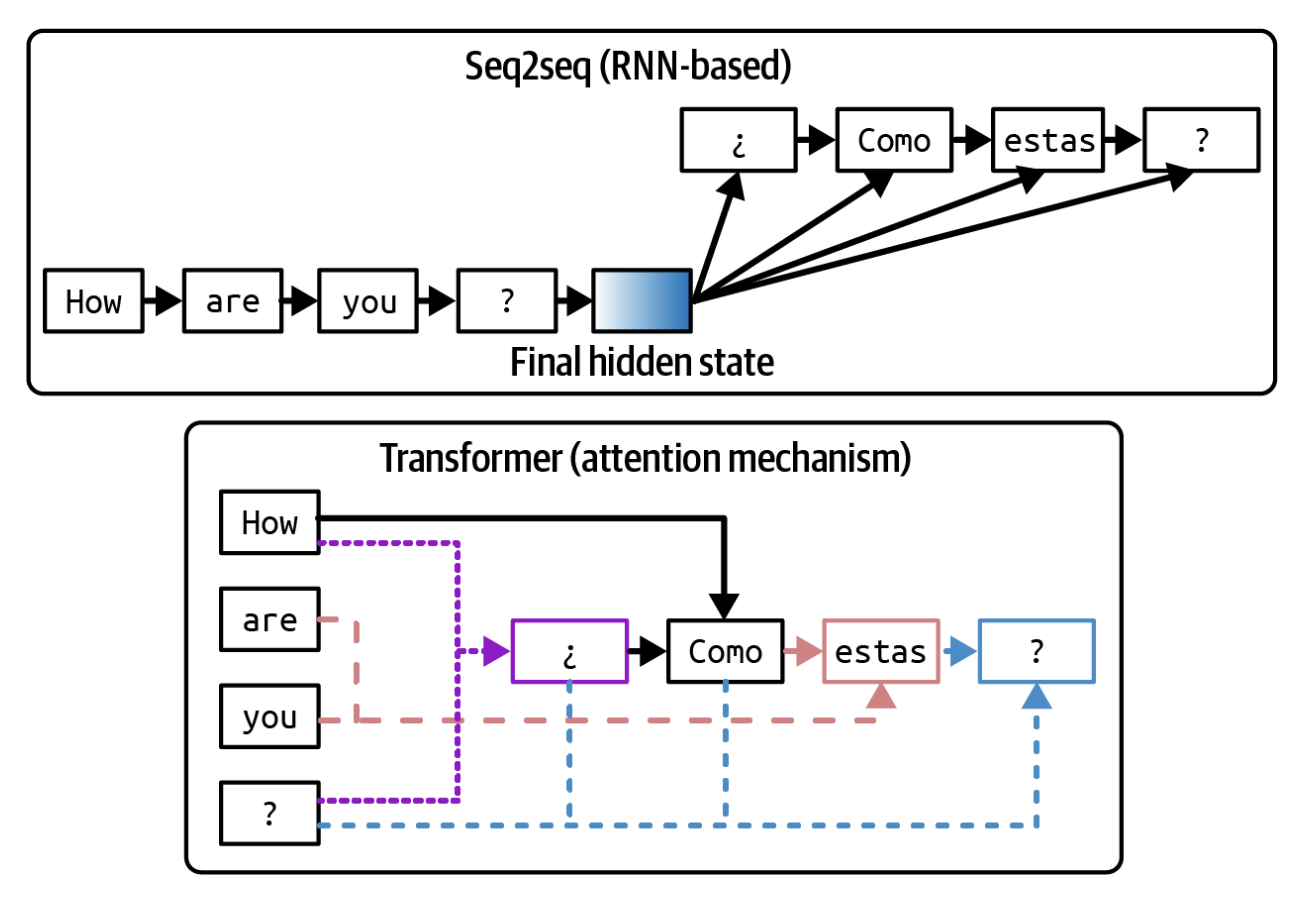 Seq2seq (RNN-based)
¿ Como estas ?
How are you ?
Final hidden state
Transformer (attention mechanism)
How
are
¿ Como estas ?
you
?